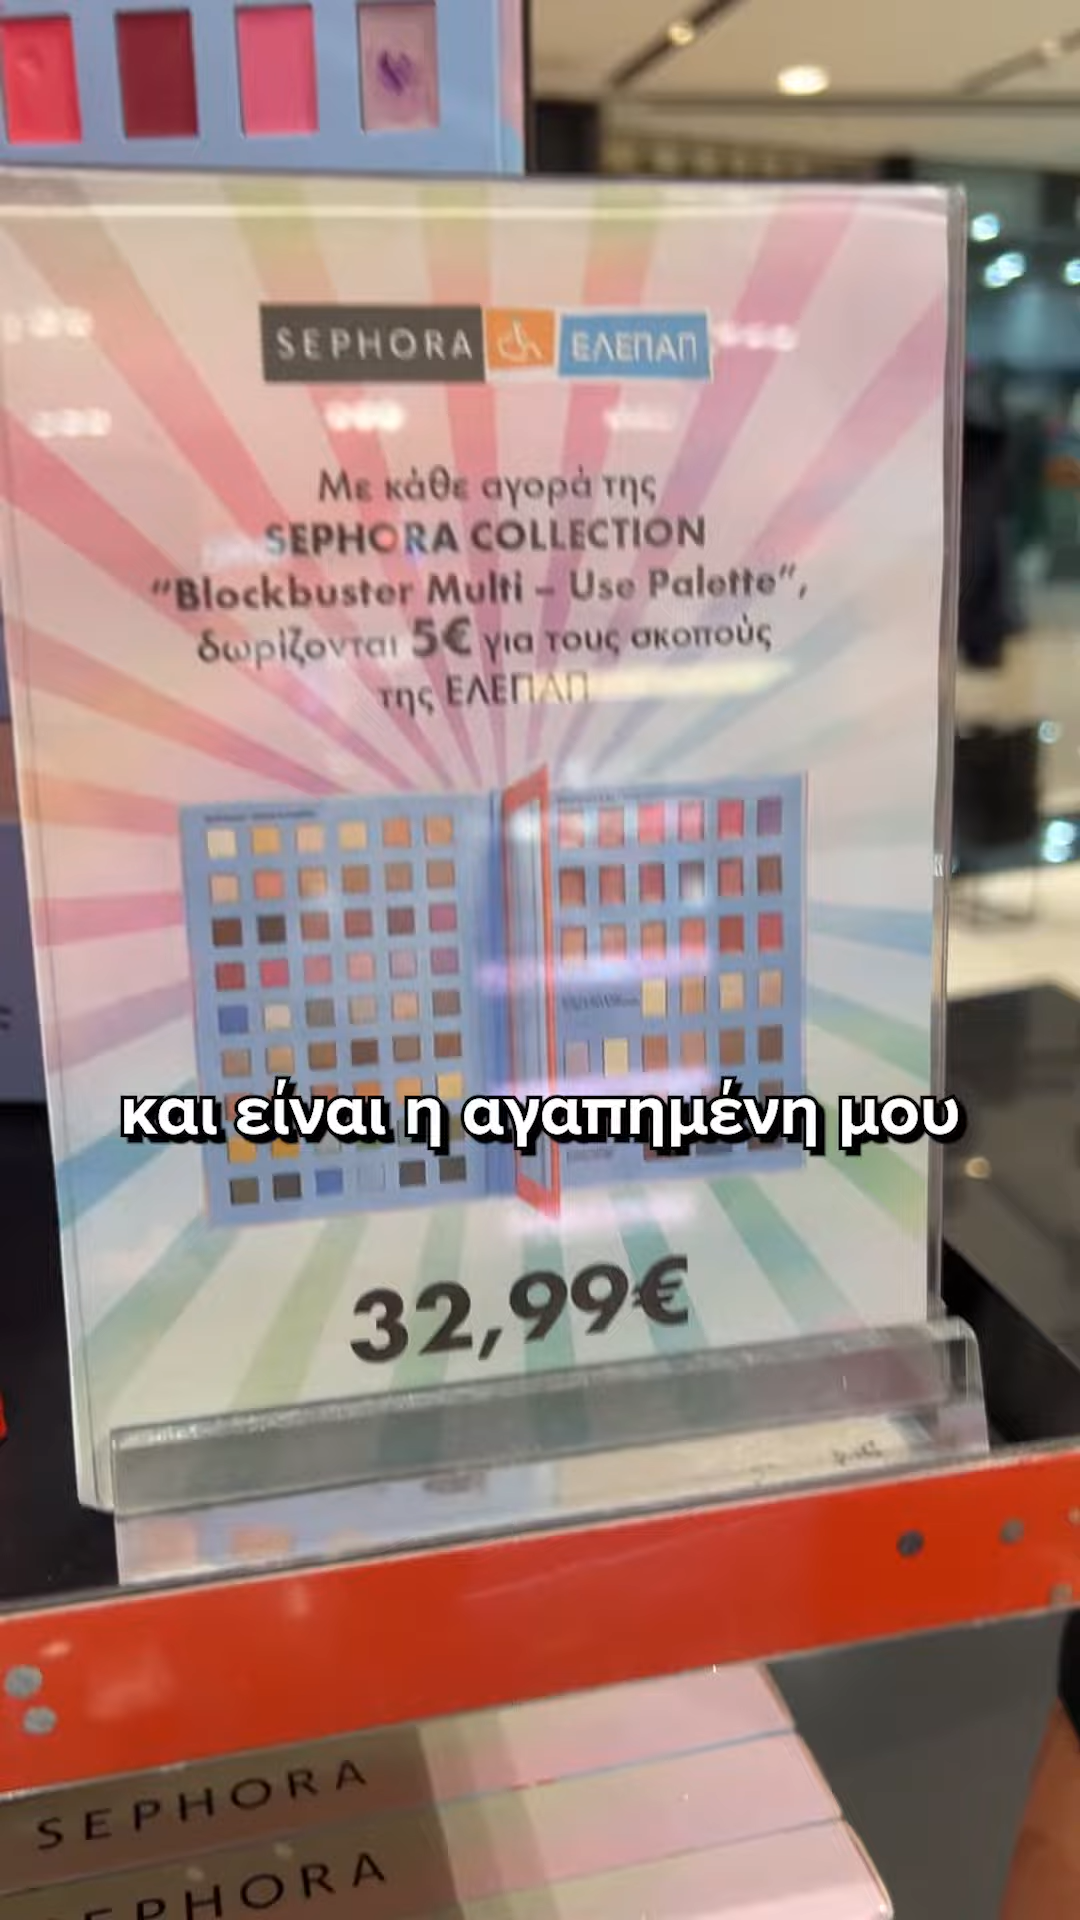 SEPHORA ΕΛΕΠΑΠ
Με κάθε αγορά της
SEPHORA COLLECTION
“Blockbuster Multi – Use Palette”,
δωρίζονται 5€ για τους σκοπούς
της ΕΛΕΠΑΠ
και είναι η αγαπημένη μου
32,99€
SEPHORA
SEPHORA